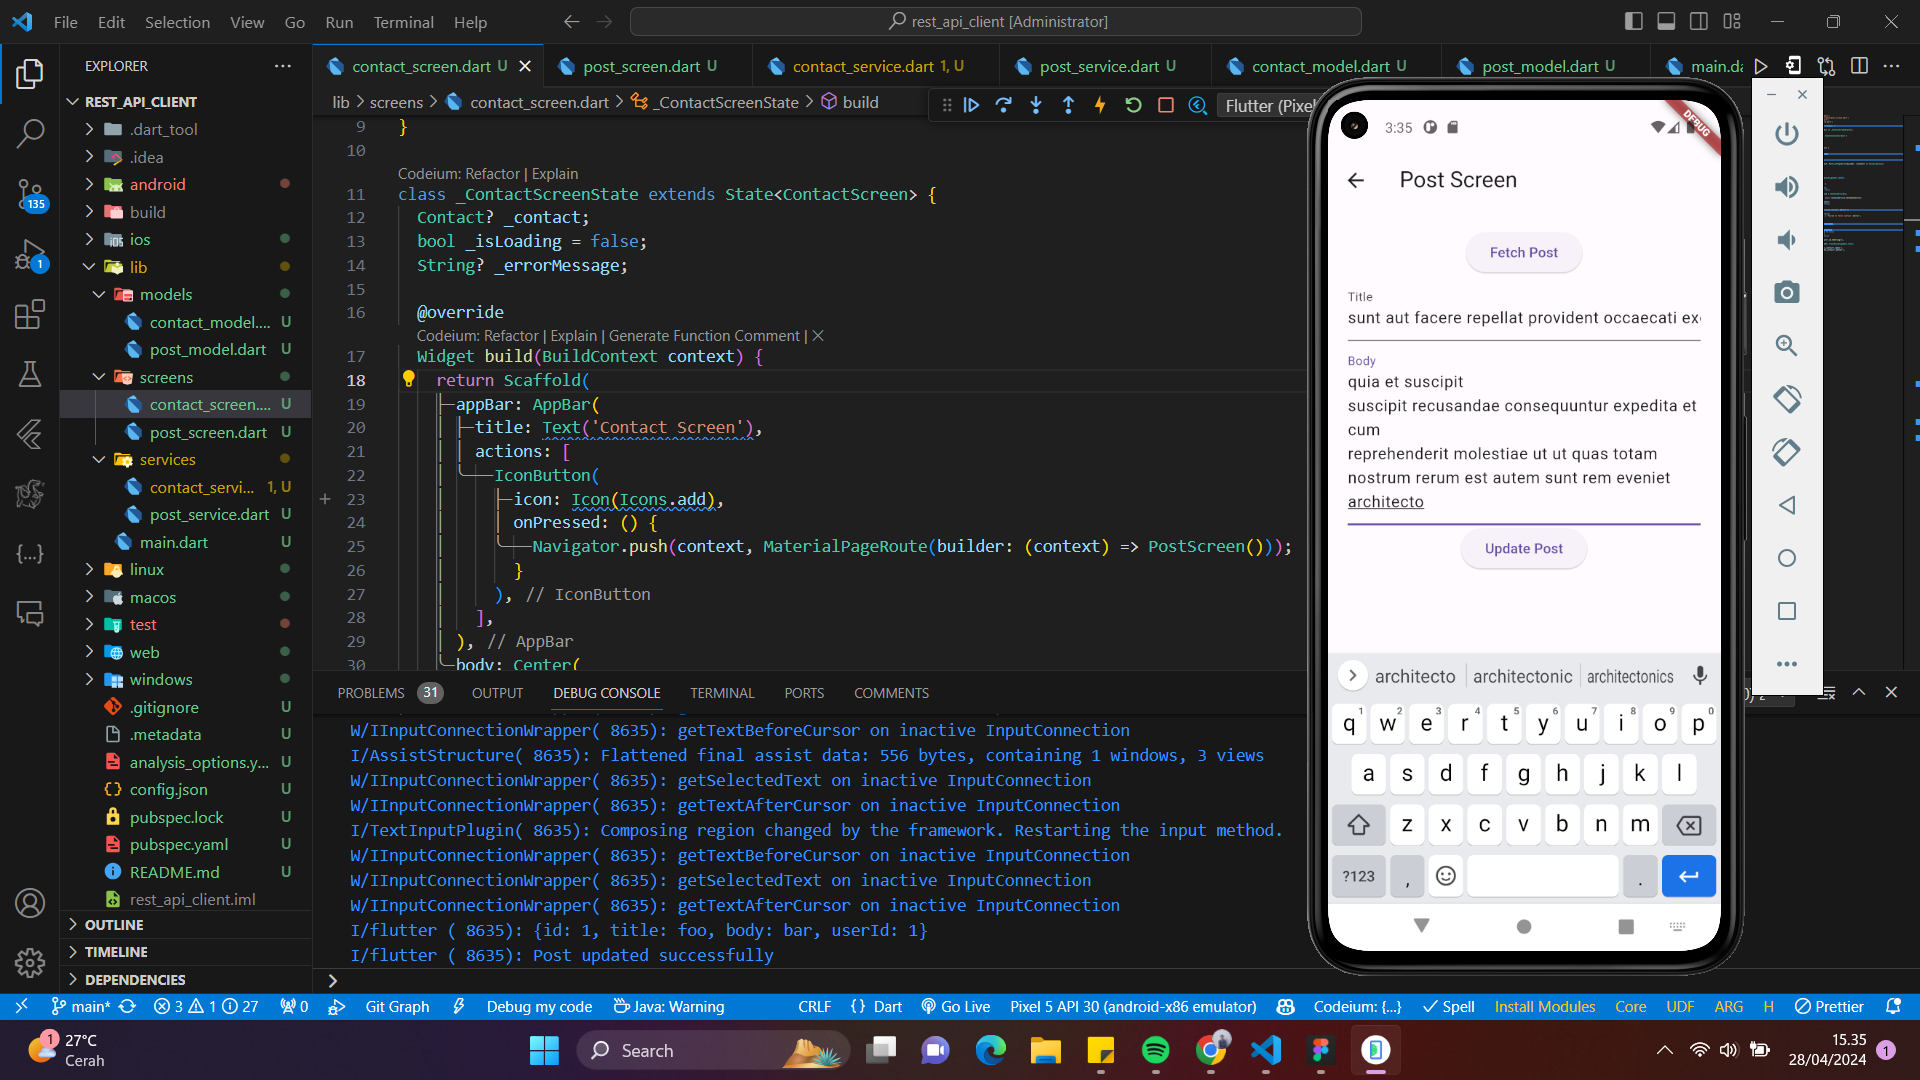 File Edit Selection View Go Run Terminal Help
rest_api_client [Administrator]
EXPLORER
REST_API_CLIENT
.dart_tool
.idea
android
build
ios
lib
models
contact_model.... U
post_model.dart U
screens
contact_screen.... U
post_screen.dart U
services
contact_servi... 1, U
post_service.dart U
main.dart U
linux
macos
test
web
windows
.gitignore U
.metadata U
analysis_options.y... U
config.json U
pubspec.lock U
pubspec.yaml U
README.md U
rest_api_client.iml
OUTLINE
TIMELINE
DEPENDENCIES
135
1
contact_screen.dart U
post_screen.dart U
contact_service.dart 1, U
post_service.dart U
contact_model.dart U
post_model.dart U
main.da
lib > screens > contact_screen.dart > _ContactScreenState > build
Flutter (Pixel
9 }
10
Codeium: Refactor | Explain
11 class _ContactScreenState extends State<ContactScreen> {
12 Contact? _contact;
13 bool _isLoading = false;
14 String? _errorMessage;
15
16 @override
Codeium: Refactor | Explain | Generate Function Comment | X
17 Widget build(BuildContext context) {
18 return Scaffold(
19 appBar: AppBar(
20 title: Text('Contact Screen'),
21 actions: [
22 IconButton(
23 icon: Icon(Icons.add),
24 onPressed: () {
25 Navigator.push(context, MaterialPageRoute(builder: (context) => PostScreen()));
26 }
27 ), // IconButton
28 ],
29 ), // AppBar
30 body: Center(
PROBLEMS 31 OUTPUT DEBUG CONSOLE TERMINAL PORTS COMMENTS
W/IInputConnectionWrapper( 8635): getTextBeforeCursor on inactive InputConnection
I/AssistStructure( 8635): Flattened final assist data: 556 bytes, containing 1 windows, 3 views
W/IInputConnectionWrapper( 8635): getSelectedText on inactive InputConnection
W/IInputConnectionWrapper( 8635): getTextAfterCursor on inactive InputConnection
I/TextInputPlugin( 8635): Composing region changed by the framework. Restarting the input method.
W/IInputConnectionWrapper( 8635): getTextBeforeCursor on inactive InputConnection
W/IInputConnectionWrapper( 8635): getSelectedText on inactive InputConnection
W/IInputConnectionWrapper( 8635): getTextAfterCursor on inactive InputConnection
I/flutter ( 8635): {id: 1, title: foo, body: bar, userId: 1}
I/flutter ( 8635): Post updated successfully
3:35
DEBUG
Post Screen
Fetch Post
Title
sunt aut facere repellat provident occaecati ex
Body
quia et suscipit
suscipit recusandae consequuntur expedita et
cum
reprehenderit molestiae ut ut quas totam
nostrum rerum est autem sunt rem eveniet
architecto
Update Post
architecto architectonic architectonics
q1 w2 e3 r4 t5 y6 u7 i8 o9 p0
a s d f g h j k l
z x c v b n m
?123 , .
main* 3 1 27 0 Git Graph Debug my code Java: Warning CRLF {} Dart Go Live Pixel 5 API 30 (android-x86 emulator) Codeium: {...} Spell Install Modules Core UDF ARG H Prettier
1
27°C
Cerah
Search
15.35
28/04/2024
1